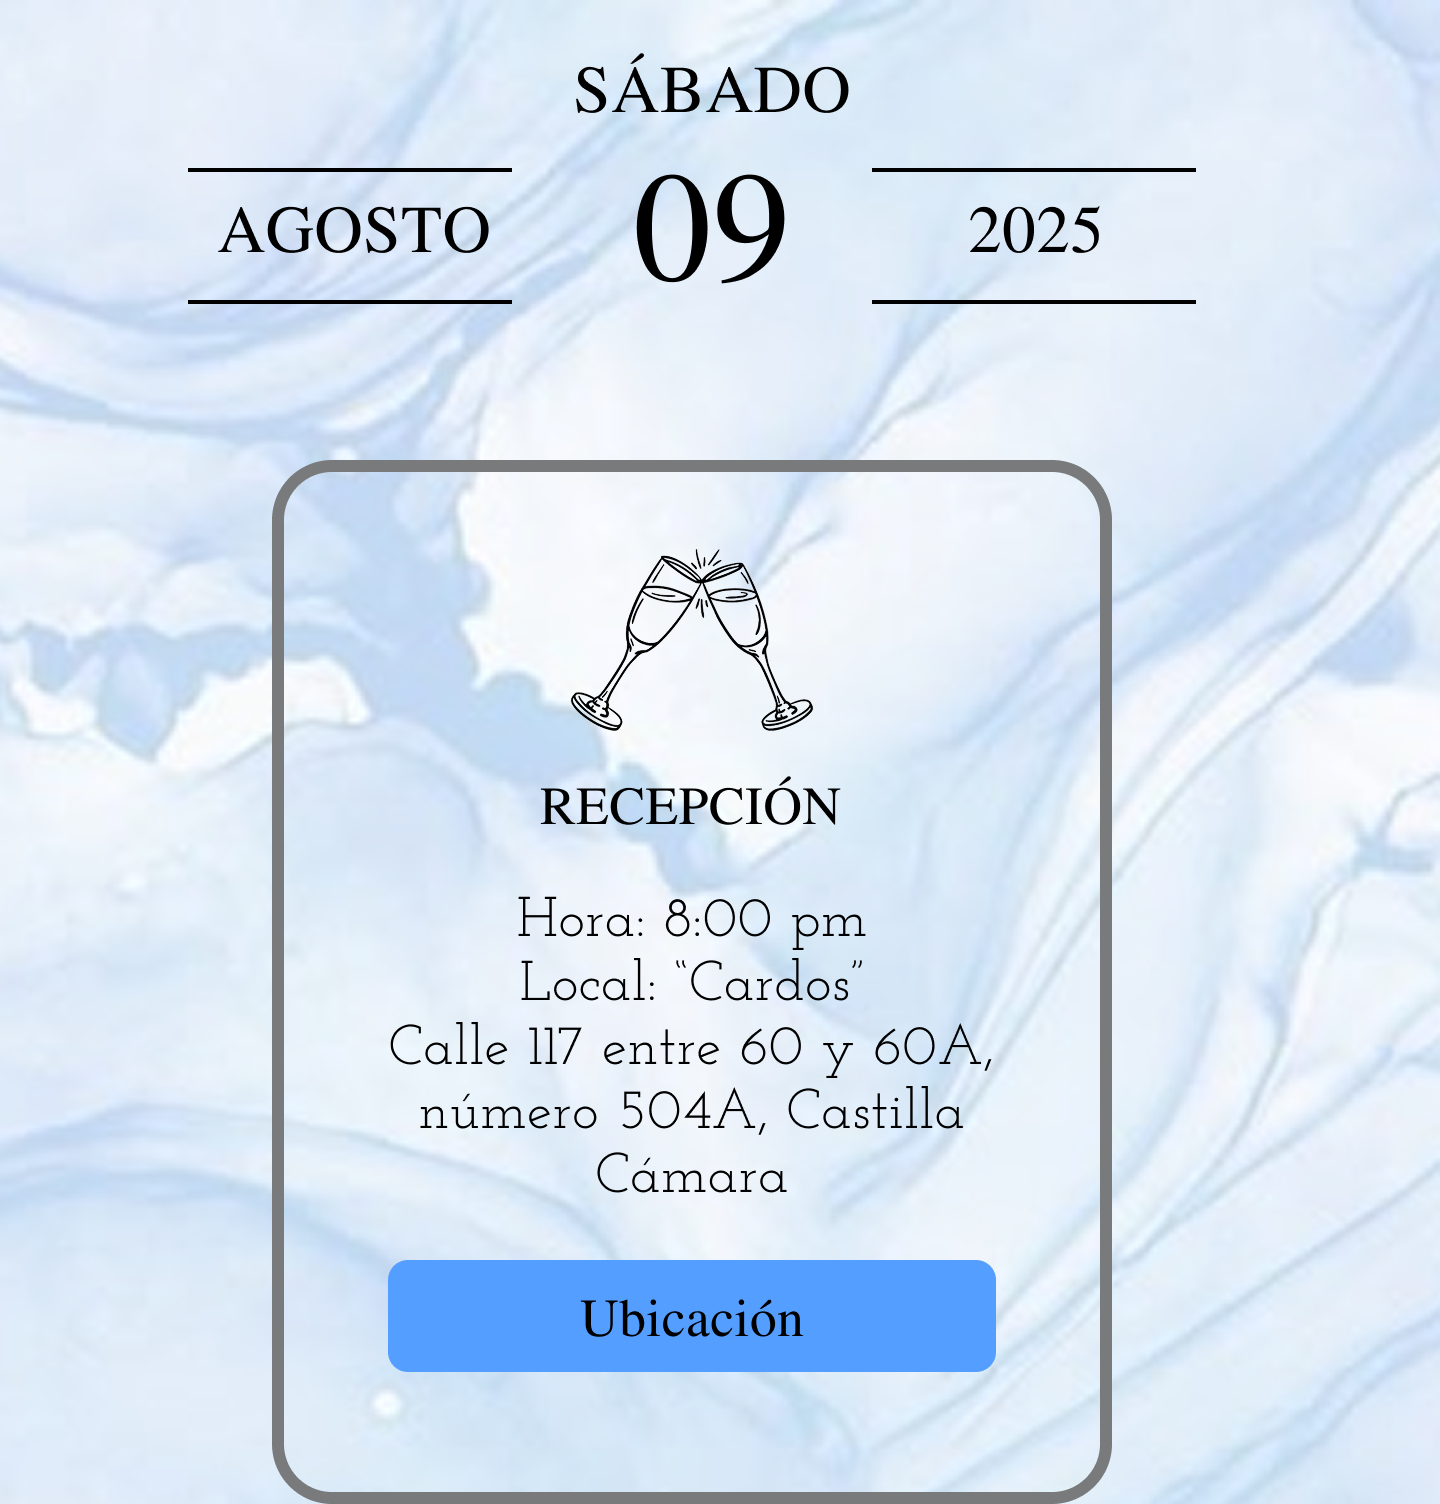 SÁBADO
AGOSTO
09
2025
RECEPCIÓN
Hora: 8:00 pm
Local: “Cardos”
Calle 117 entre 60 y 60A,
número 504A, Castilla
Cámara
Ubicación